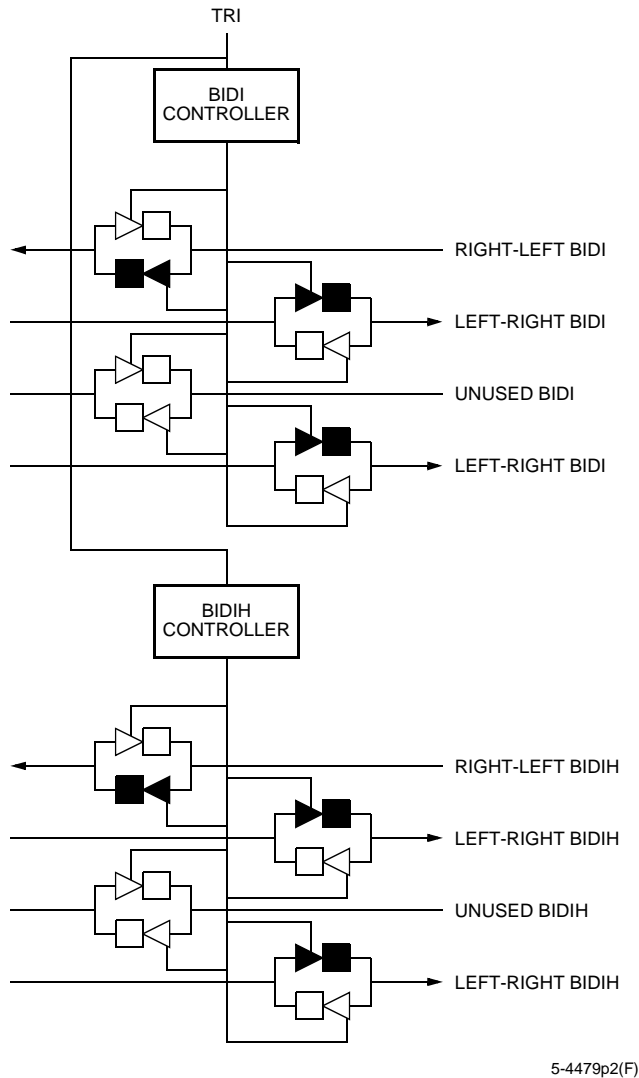 TRI
BIDI
CONTROLLER
RIGHT-LEFT BIDI
LEFT-RIGHT BIDI
UNUSED BIDI
LEFT-RIGHT BIDI
BIDIH
CONTROLLER
RIGHT-LEFT BIDIH
LEFT-RIGHT BIDIH
UNUSED BIDIH
LEFT-RIGHT BIDIH
5-4479p2(F)